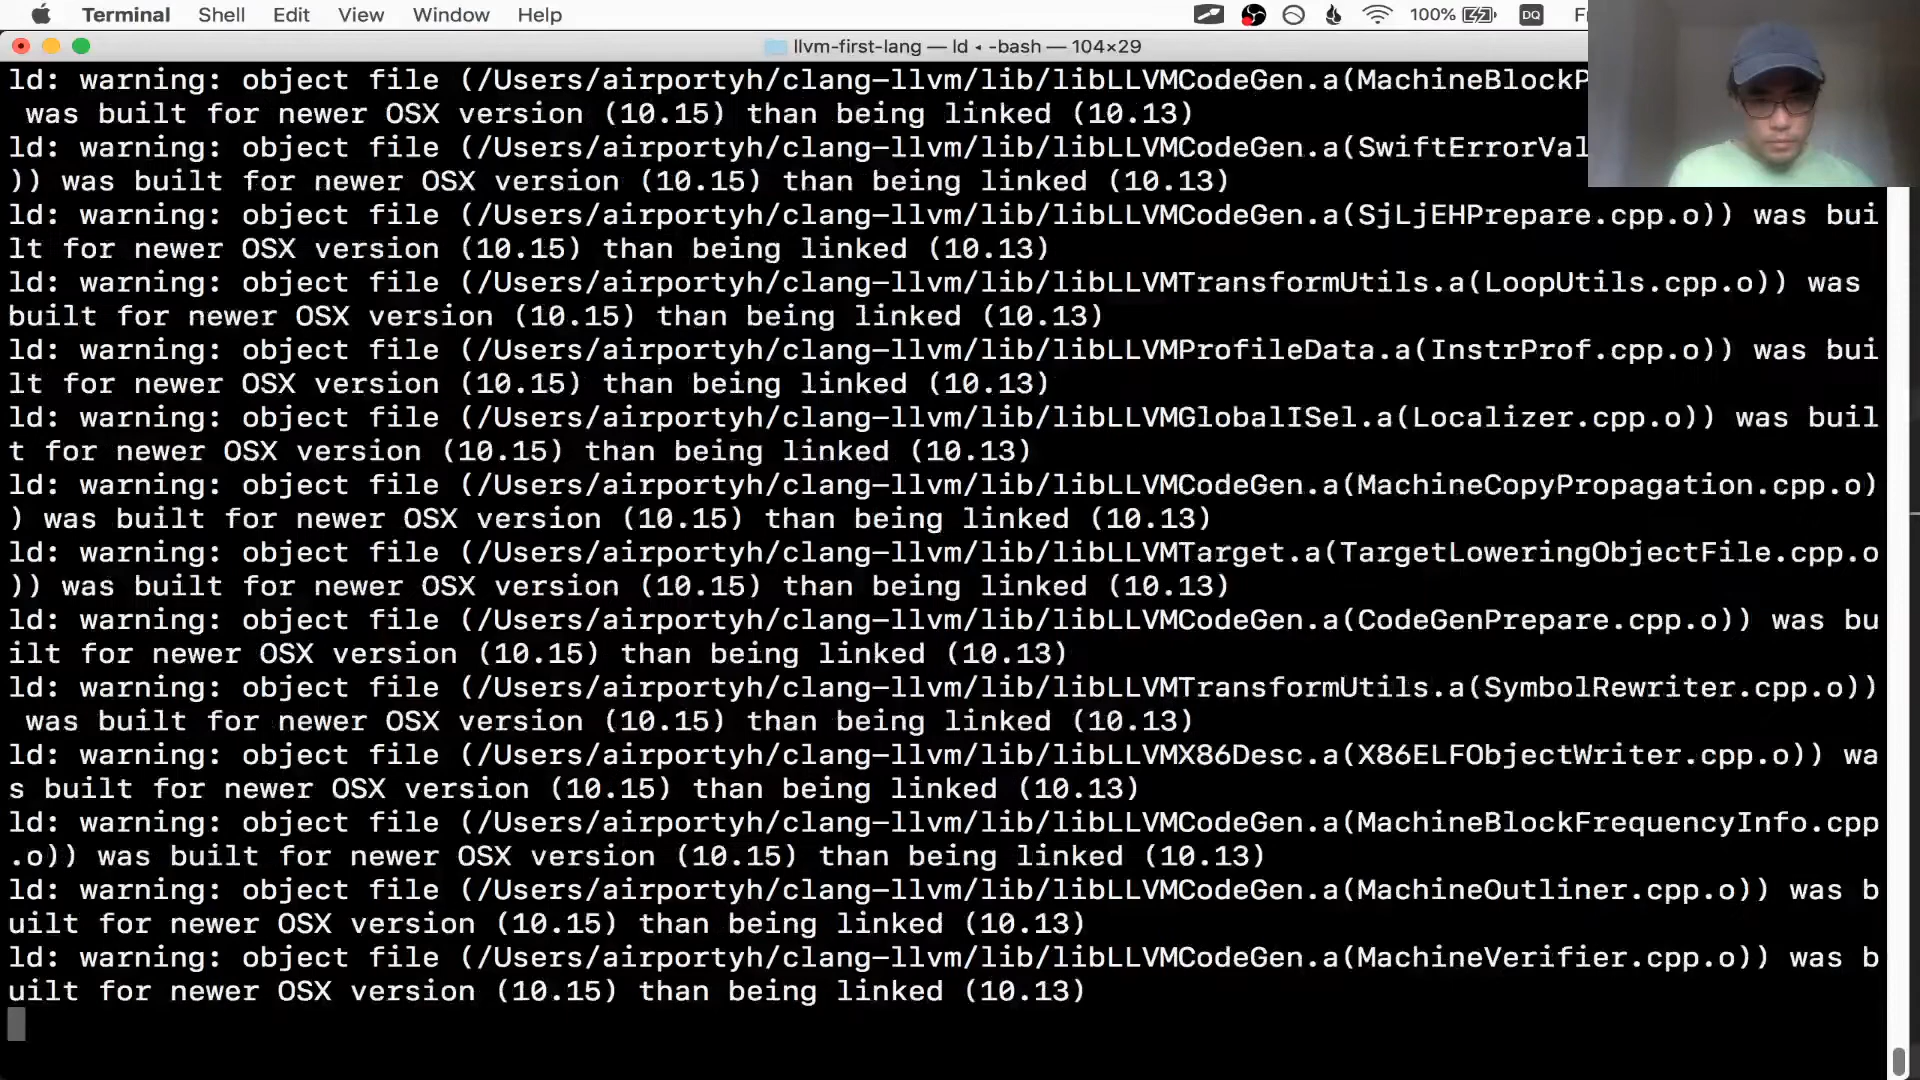 Terminal Shell Edit View Window Help 100% DQ
llvm-first-lang — ld ◂ -bash — 104×29
ld: warning: object file (/Users/airportyh/clang-llvm/lib/libLLVMCodeGen.a(MachineBlock
 was built for newer OSX version (10.15) than being linked (10.13)
ld: warning: object file (/Users/airportyh/clang-llvm/lib/libLLVMCodeGen.a(SwiftErrorVal
)) was built for newer OSX version (10.15) than being linked (10.13)
ld: warning: object file (/Users/airportyh/clang-llvm/lib/libLLVMCodeGen.a(SjLjEHPrepare.cpp.o)) was bui
lt for newer OSX version (10.15) than being linked (10.13)
ld: warning: object file (/Users/airportyh/clang-llvm/lib/libLLVMTransformUtils.a(LoopUtils.cpp.o)) was
built for newer OSX version (10.15) than being linked (10.13)
ld: warning: object file (/Users/airportyh/clang-llvm/lib/libLLVMProfileData.a(InstrProf.cpp.o)) was bui
lt for newer OSX version (10.15) than being linked (10.13)
ld: warning: object file (/Users/airportyh/clang-llvm/lib/libLLVMGlobalISel.a(Localizer.cpp.o)) was buil
t for newer OSX version (10.15) than being linked (10.13)
ld: warning: object file (/Users/airportyh/clang-llvm/lib/libLLVMCodeGen.a(MachineCopyPropagation.cpp.o)
) was built for newer OSX version (10.15) than being linked (10.13)
ld: warning: object file (/Users/airportyh/clang-llvm/lib/libLLVMTarget.a(TargetLoweringObjectFile.cpp.o
)) was built for newer OSX version (10.15) than being linked (10.13)
ld: warning: object file (/Users/airportyh/clang-llvm/lib/libLLVMCodeGen.a(CodeGenPrepare.cpp.o)) was bu
ilt for newer OSX version (10.15) than being linked (10.13)
ld: warning: object file (/Users/airportyh/clang-llvm/lib/libLLVMTransformUtils.a(SymbolRewriter.cpp.o))
 was built for newer OSX version (10.15) than being linked (10.13)
ld: warning: object file (/Users/airportyh/clang-llvm/lib/libLLVMX86Desc.a(X86ELFObjectWriter.cpp.o)) wa
s built for newer OSX version (10.15) than being linked (10.13)
ld: warning: object file (/Users/airportyh/clang-llvm/lib/libLLVMCodeGen.a(MachineBlockFrequencyInfo.cpp
.o)) was built for newer OSX version (10.15) than being linked (10.13)
ld: warning: object file (/Users/airportyh/clang-llvm/lib/libLLVMCodeGen.a(MachineOutliner.cpp.o)) was b
uilt for newer OSX version (10.15) than being linked (10.13)
ld: warning: object file (/Users/airportyh/clang-llvm/lib/libLLVMCodeGen.a(MachineVerifier.cpp.o)) was b
uilt for newer OSX version (10.15) than being linked (10.13)